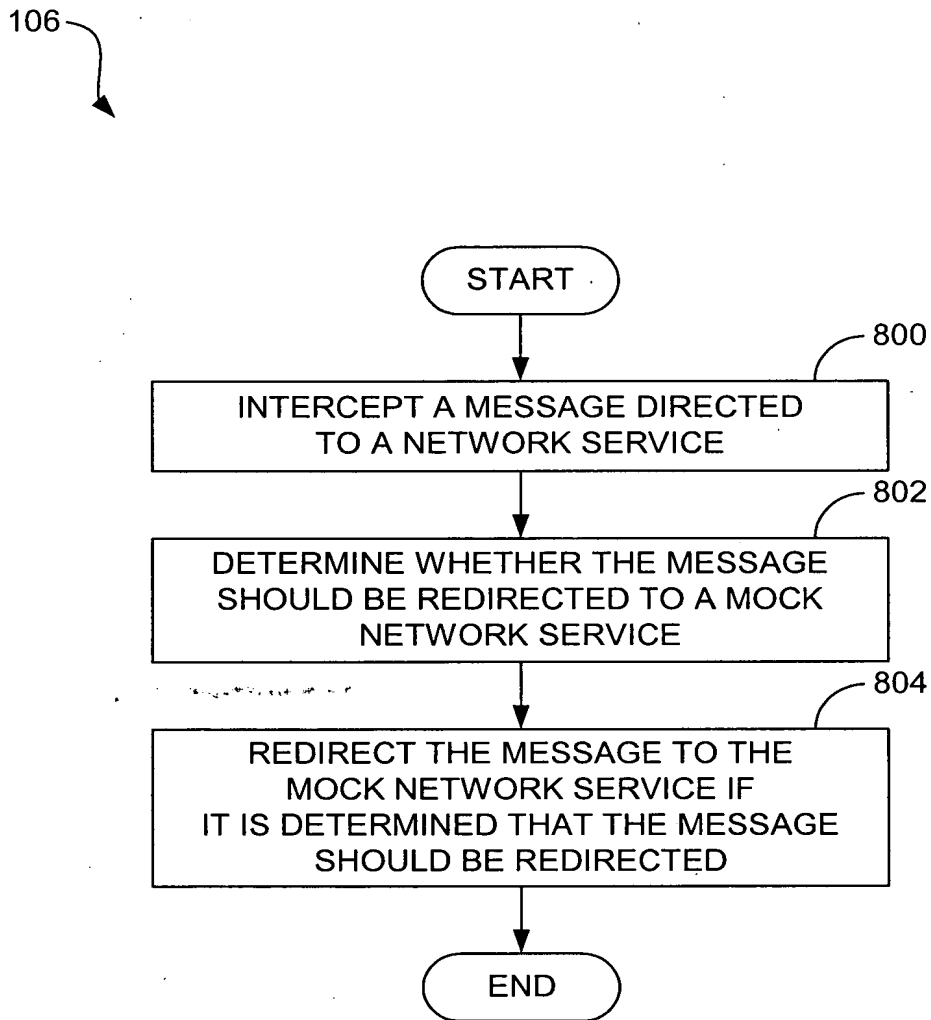 106
START
800
INTERCEPT A MESSAGE DIRECTED
TO A NETWORK SERVICE
802
DETERMINE WHETHER THE MESSAGE
SHOULD BE REDIRECTED TO A MOCK
NETWORK SERVICE
804
REDIRECT THE MESSAGE TO THE
MOCK NETWORK SERVICE IF
IT IS DETERMINED THAT THE MESSAGE
SHOULD BE REDIRECTED
END